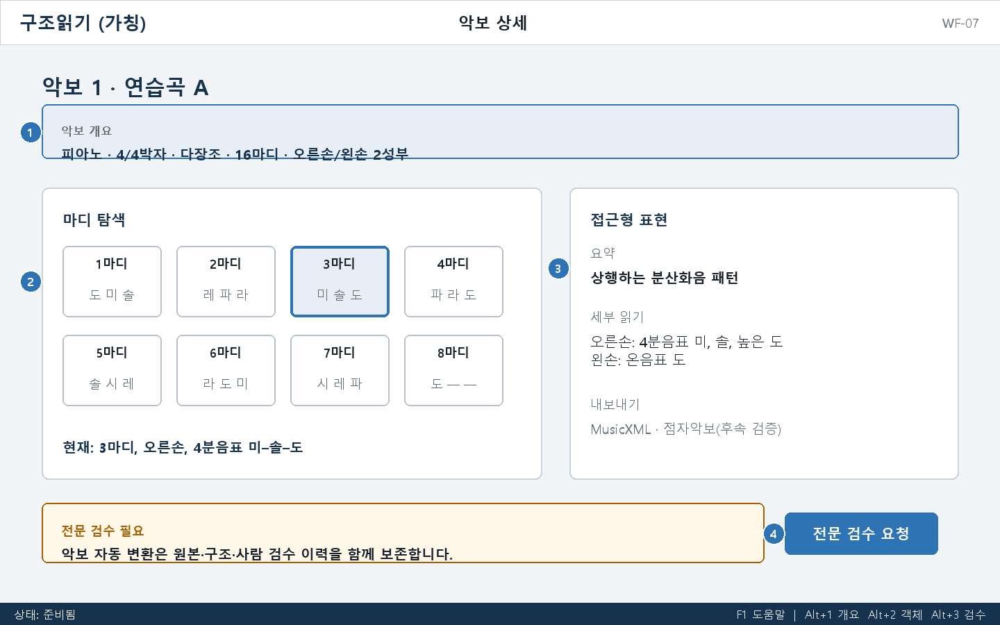 구조읽기 (가칭)
악보 상세
WF-07
악보 1 · 연습곡 A
1
악보 개요
피아노 · 4/4박자 · 다장조 · 16마디 · 오른손/왼손 2성부
2
마디 탐색
1마디
도 미 솔
2마디
레 파 라
3마디
미 솔 도
4마디
파 라 도
5마디
솔 시 레
6마디
라 도 미
7마디
시 레 파
8마디
도 — —
현재: 3마디, 오른손, 4분음표 미–솔–도
3
접근형 표현
요약
상행하는 분산화음 패턴
세부 읽기
오른손: 4분음표 미, 솔, 높은 도
왼손: 온음표 도
내보내기
MusicXML · 점자악보(후속 검증)
전문 검수 필요
악보 자동 변환은 원본·구조·사람 검수 이력을 함께 보존합니다.
4
전문 검수 요청
상태: 준비됨
F1 도움말 | Alt+1 개요 Alt+2 객체 Alt+3 검수